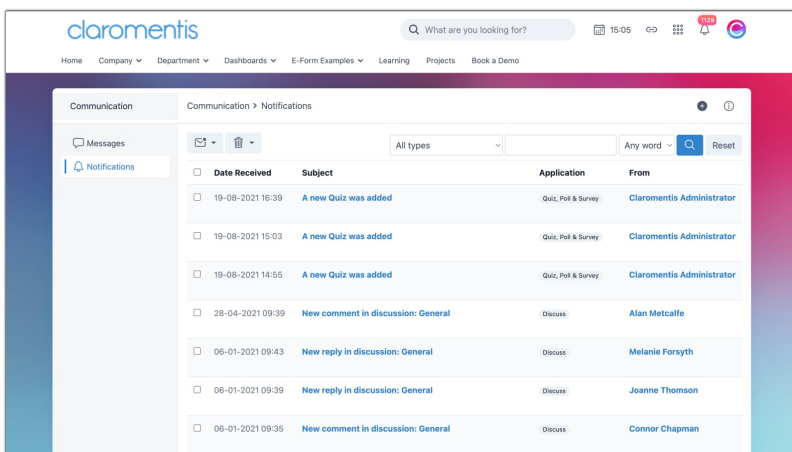 claromentis
What are you looking for?
15:05
1129
Home Company Department Dashboards E-Form Examples Learning Projects Book a Demo
Communication
Communication > Notifications
Messages
Notifications
All types
Any word
Reset
Date Received Subject Application From
19-08-2021 16:39 A new Quiz was added Quiz, Poll & Survey Claromentis Administrator
19-08-2021 15:03 A new Quiz was added Quiz, Poll & Survey Claromentis Administrator
19-08-2021 14:55 A new Quiz was added Quiz, Poll & Survey Claromentis Administrator
28-04-2021 09:39 New comment in discussion: General Discuss Alan Metcalfe
06-01-2021 09:43 New reply in discussion: General Discuss Melanie Forsyth
06-01-2021 09:39 New reply in discussion: General Discuss Joanne Thomson
06-01-2021 09:35 New comment in discussion: General Discuss Connor Chapman